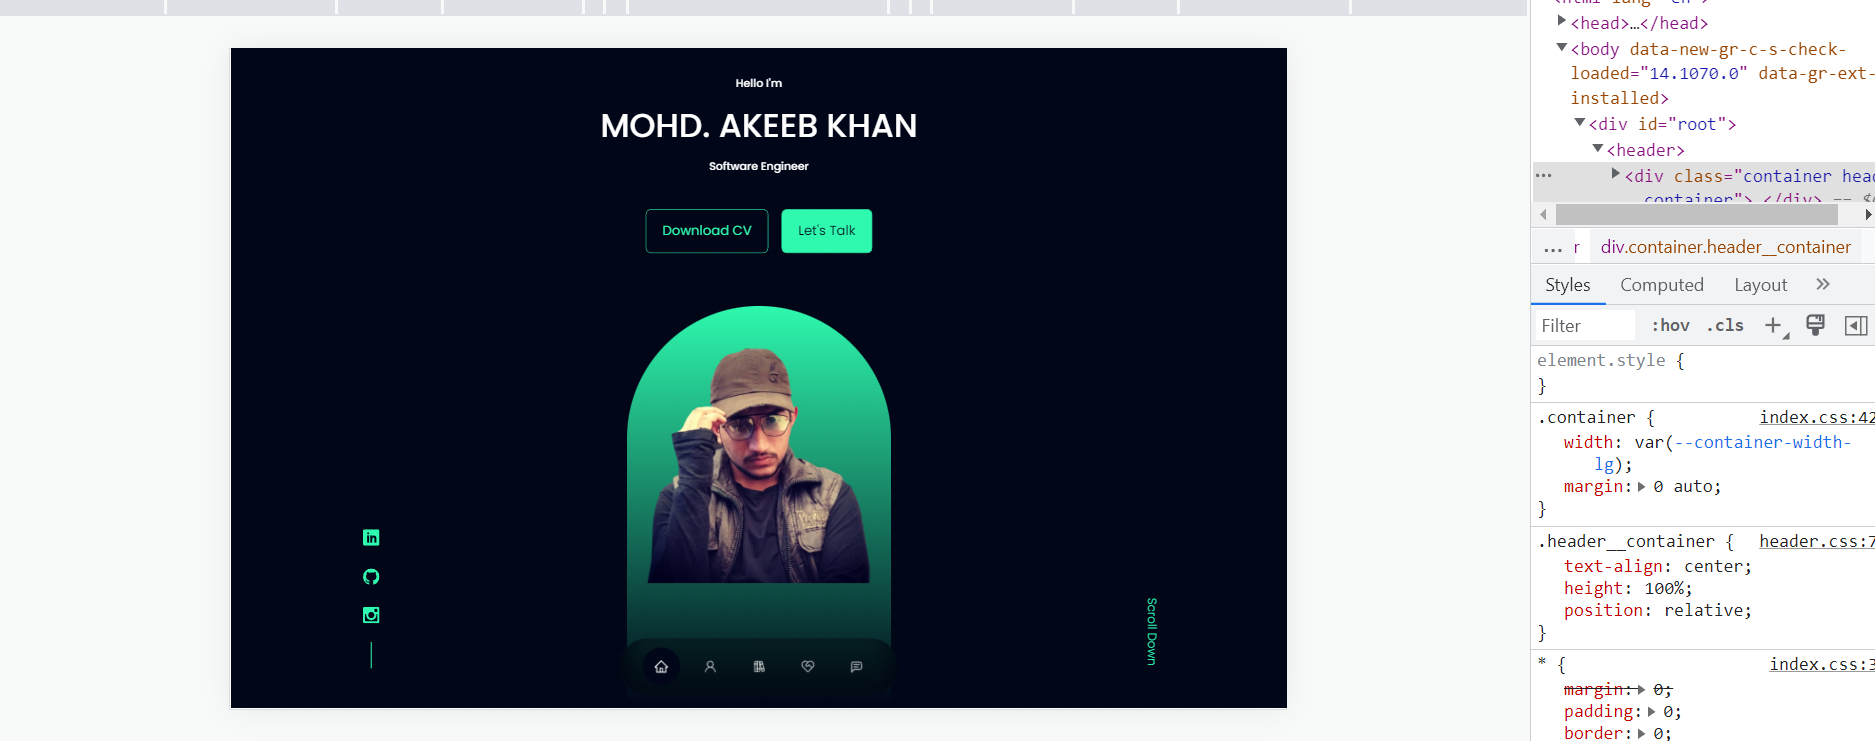 Hello I'm
MOHD. AKEEB KHAN
Software Engineer
Download CV
Let's Talk
Scroll Down
<head>…</head>
<body data-new-gr-c-s-check-
loaded="14.1070.0" data-gr-ext-
installed>
<div id="root">
<header>
<div class="container
container"> </div> ==
... r div.container.header__container
Styles Computed Layout »
Filter :hov .cls +
element.style {
}
.container { index.css:42
width: var(--container-width-
lg);
margin: 0 auto;
}
.header__container { header.css:7
text-align: center;
height: 100%;
position: relative;
}
* { index.css:3
margin: 0;
padding: 0;
border: 0;